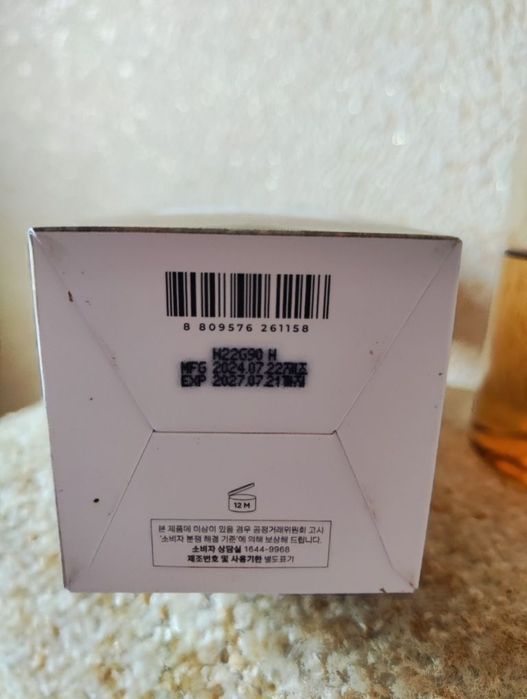 8 809576 261158
N22G90 H
MFG 2024.07.22제조
EXP 2027.07.21까지
12M
본 제품에 이상이 있을 경우 공정거래위원회 고시
'소비자 분쟁 해결 기준'에 의해 보상해 드립니다.
소비자 상담실 1644-9968
제조번호 및 사용기한 별도표기